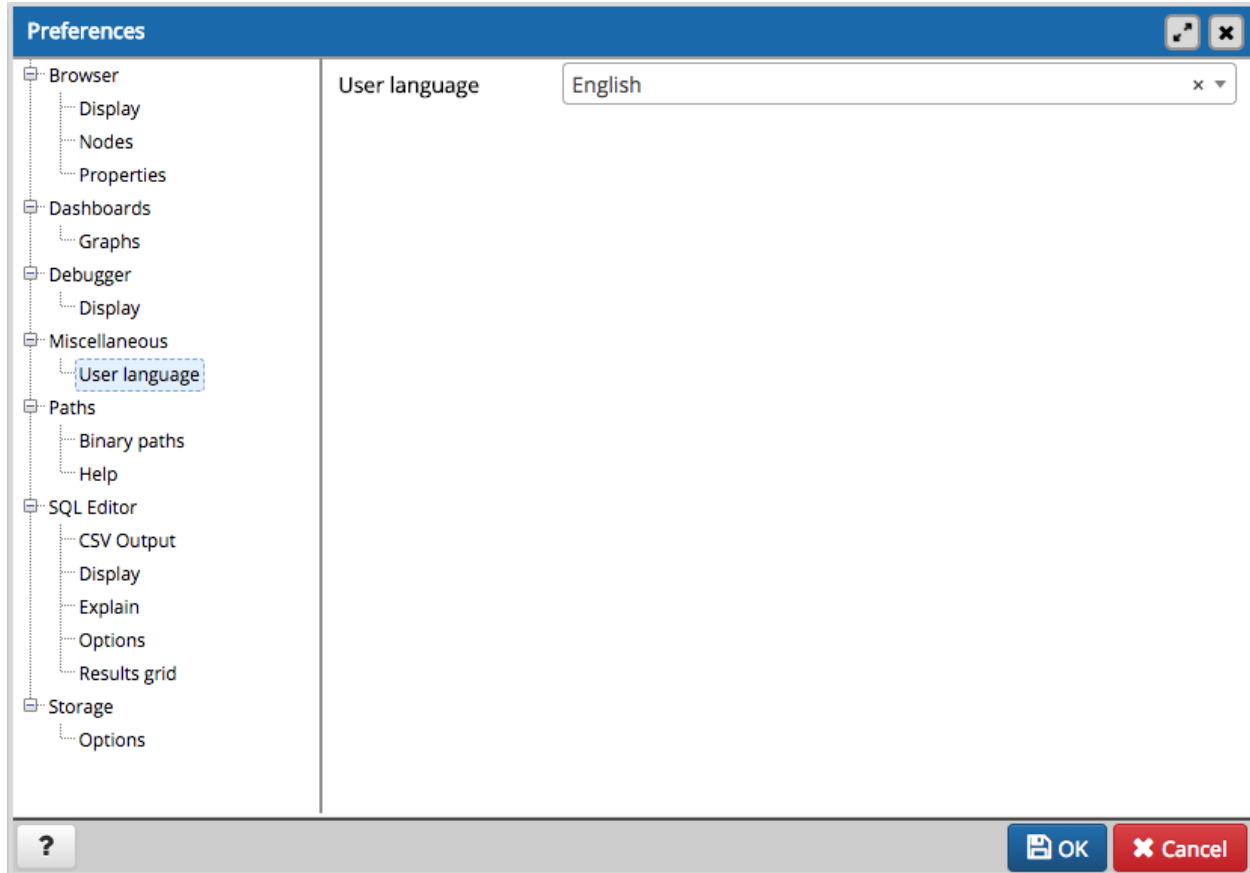 Preferences
Browser
Display
Nodes
Properties
Dashboards
Graphs
Debugger
Display
Miscellaneous
User language
Paths
Binary paths
Help
SQL Editor
CSV Output
Display
Explain
Options
Results grid
Storage
Options
User language English
? OK Cancel